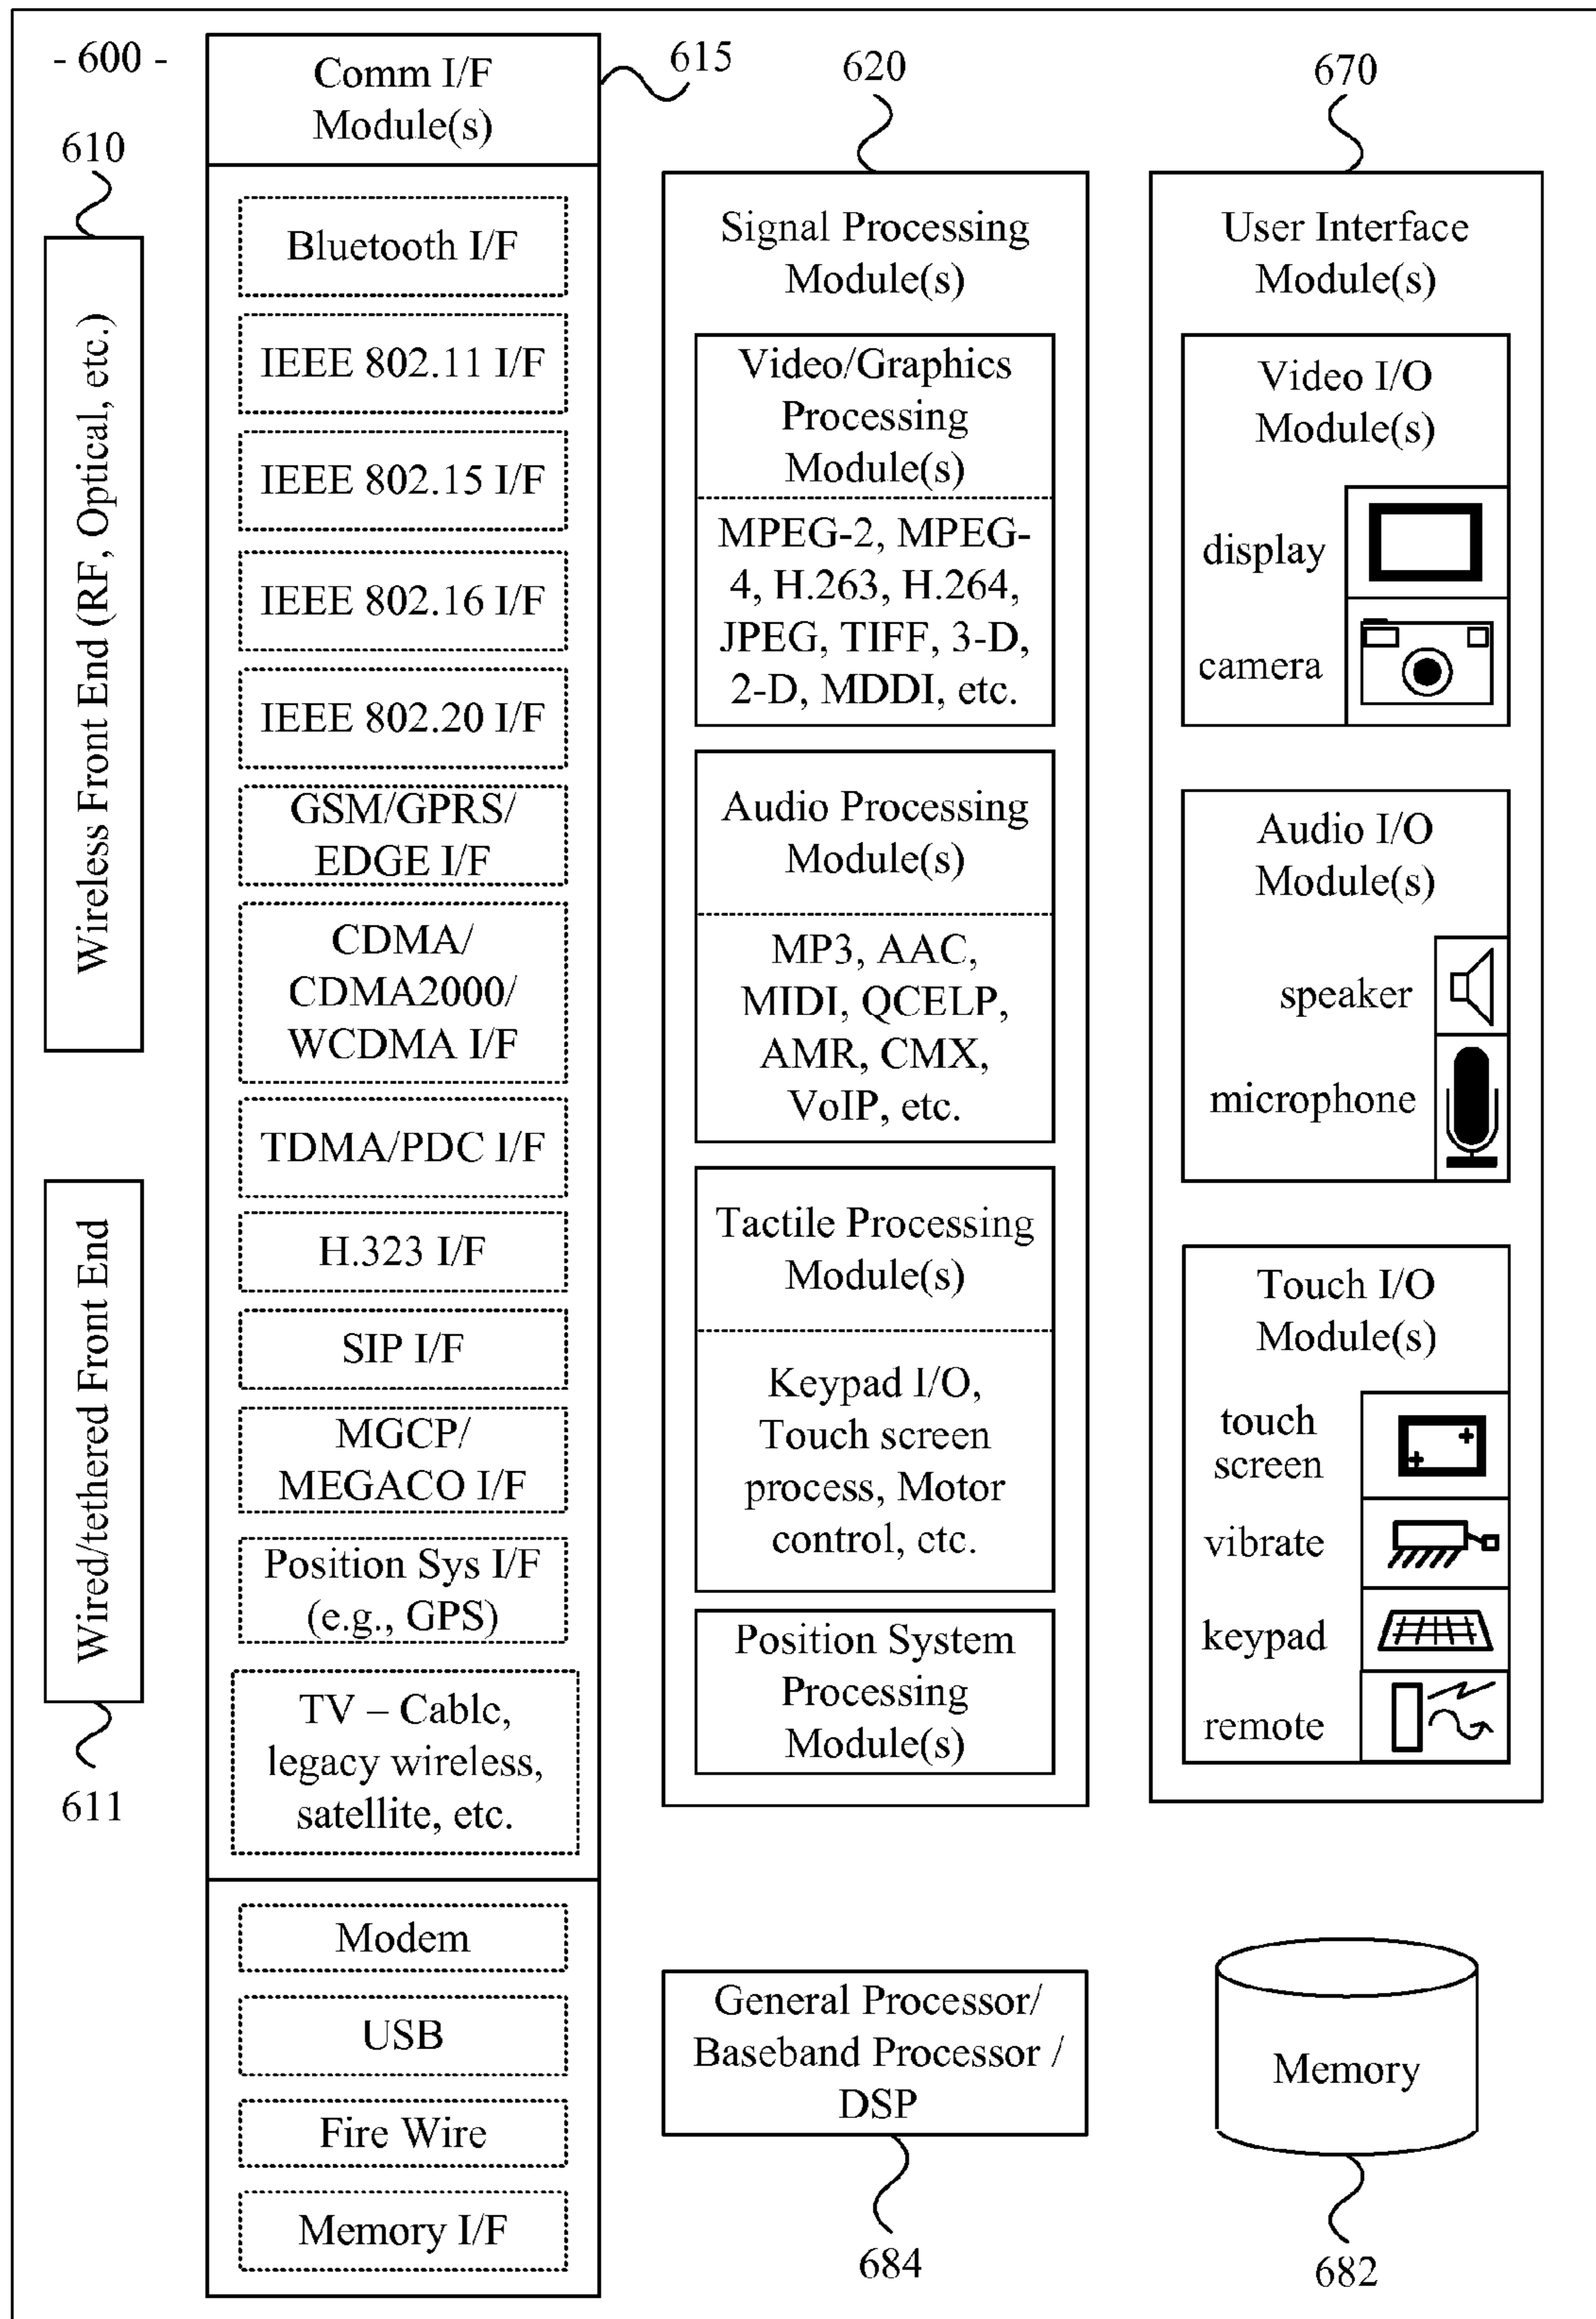 - 600 -
610
Wireless Front End (RF, Optical, etc.)
Wired/tethered Front End
611
Comm I/F
Module(s)
615
Bluetooth I/F
IEEE 802.11 I/F
IEEE 802.15 I/F
IEEE 802.16 I/F
IEEE 802.20 I/F
GSM/GPRS/
EDGE I/F
CDMA/
CDMA2000/
WCDMA I/F
TDMA/PDC I/F
H.323 I/F
SIP I/F
MGCP/
MEGACO I/F
Position Sys I/F
(e.g., GPS)
TV – Cable,
legacy wireless,
satellite, etc.
Modem
USB
Fire Wire
Memory I/F
620
Signal Processing
Module(s)
Video/Graphics
Processing
Module(s)
MPEG-2, MPEG-
4, H.263, H.264,
JPEG, TIFF, 3-D,
2-D, MDDI, etc.
Audio Processing
Module(s)
MP3, AAC,
MIDI, QCELP,
AMR, CMX,
VoIP, etc.
Tactile Processing
Module(s)
Keypad I/O,
Touch screen
process, Motor
control, etc.
Position System
Processing
Module(s)
General Processor/
Baseband Processor /
DSP
684
670
User Interface
Module(s)
Video I/O
Module(s)
display
camera
Audio I/O
Module(s)
speaker
microphone
Touch I/O
Module(s)
touch
screen
vibrate
keypad
remote
Memory
682